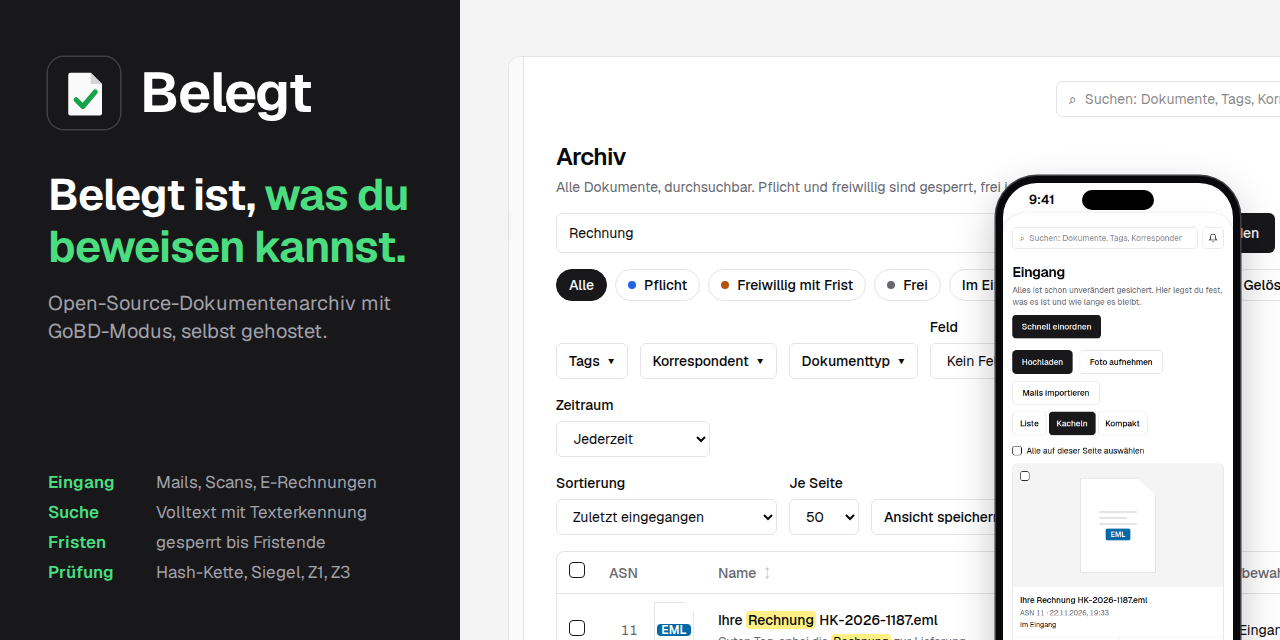 Belegt
Belegt ist, was du
beweisen kannst.
Open-Source-Dokumentenarchiv mit
GoBD-Modus, selbst gehostet.
Eingang Mails, Scans, E-Rechnungen
Suche Volltext mit Texterkennung
Fristen gesperrt bis Fristende
Prüfung Hash-Kette, Siegel, Z1, Z3
Suchen: Dokumente, Tags,
Archiv
Alle Dokumente, durchsuchbar. Pflicht und freiwillig sind gesperrt, frei
Rechnung
Alle
Pflicht
Freiwillig mit Frist
Frei
Im
Feld
Tags
Korrespondent
Dokumenttyp
Kein
Zeitraum
Jederzeit
Sortierung
Je Seite
Zuletzt eingegangen
50
Ansicht
ASN Name
11 EML Ihre Rechnung HK-2026-1187.eml
9:41
Suchen: Dokumente, Tags, Korresponder
Eingang
Alles ist schon unverändert gesichert. Hier legst du fest,
was es ist und wie lange es bleibt.
Schnell einordnen
Hochladen
Foto aufnehmen
Mails importieren
Liste
Kacheln
Kompakt
Alle auf dieser Seite auswählen
EML
Ihre Rechnung HK-2026-1187.eml
ASN 11 · 22.11.2026, 19:33
Im Eingang